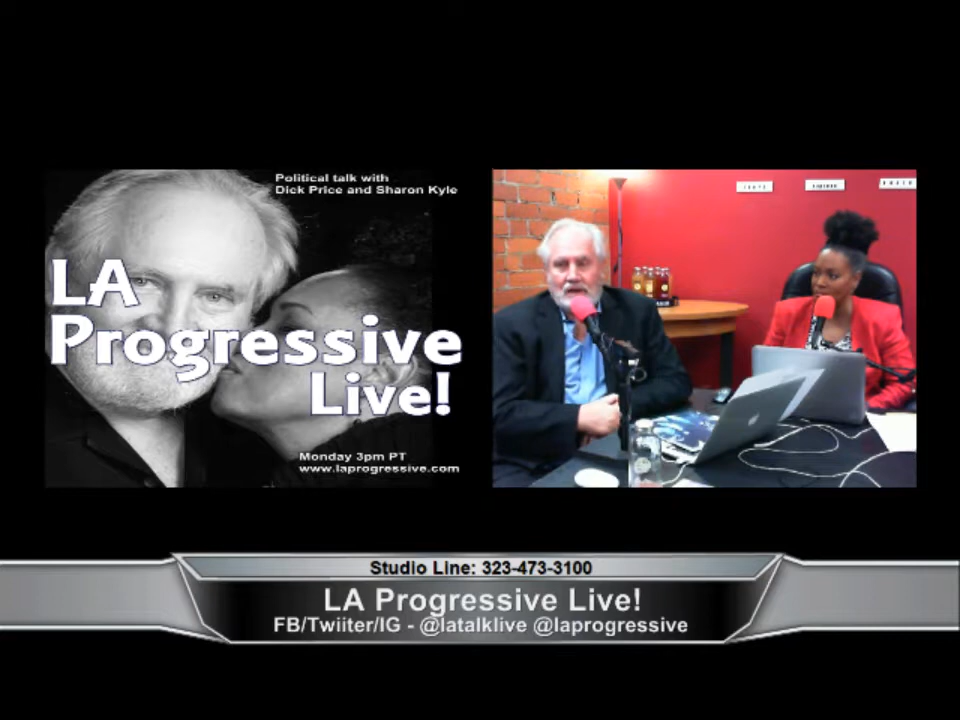 Political talk with
Dick Price and Sharon Kyle
LA
Progressive
Live!
Monday 3pm PT
www.laprogressive.com
Studio Line: 323-473-3100
LA Progressive Live!
FB/Twiiter/IG - @latalklive @laprogressive